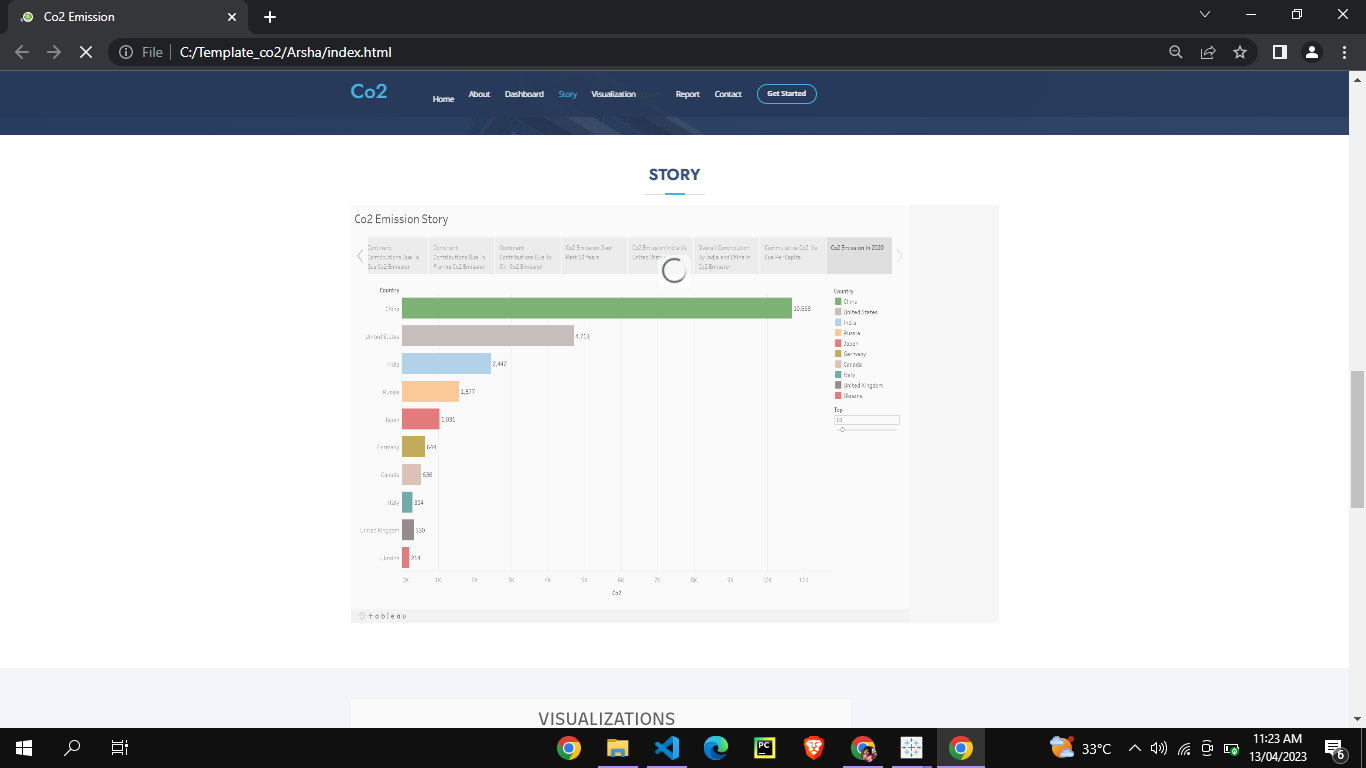 Co2 Emission
File
C:/Template_co2/Arsha/index.html
Co2
Home
About
Dashboard
Story
Visualization
Report
Contact
Get Started
STORY
Co2 Emission Story
Continent
Contributions Due To
Gas Co2 Emission
Continent
Contributions Due To
Flaring Co2 Emission
Continent
Contributions Due To
Oil Co2 Emission
Co2 Emission Over
Past 10 Years
Co2 Emission India Vs
United States
Overall Contribution
By India and China In
Co2 Emission
Cummulative Co2 Vs
Coe Per Capita
Co2 Emission In 2020
Country
China
10,668
United States
4,713
India
2,442
Russia
1,577
Japan
1,031
Germany
644
Canada
536
Italy
304
United Kingdom
330
Ukraine
214
0K 1K 2K 3K 4K 5K 6K 7K 8K 9K 10K 11K
Co2
Country
China
United States
India
Russia
Japan
Germany
Canada
Italy
United Kingdom
Ukraine
Top
10
tableau
VISUALIZATIONS
PC
33°C
11:23 AM
13/04/2023
6